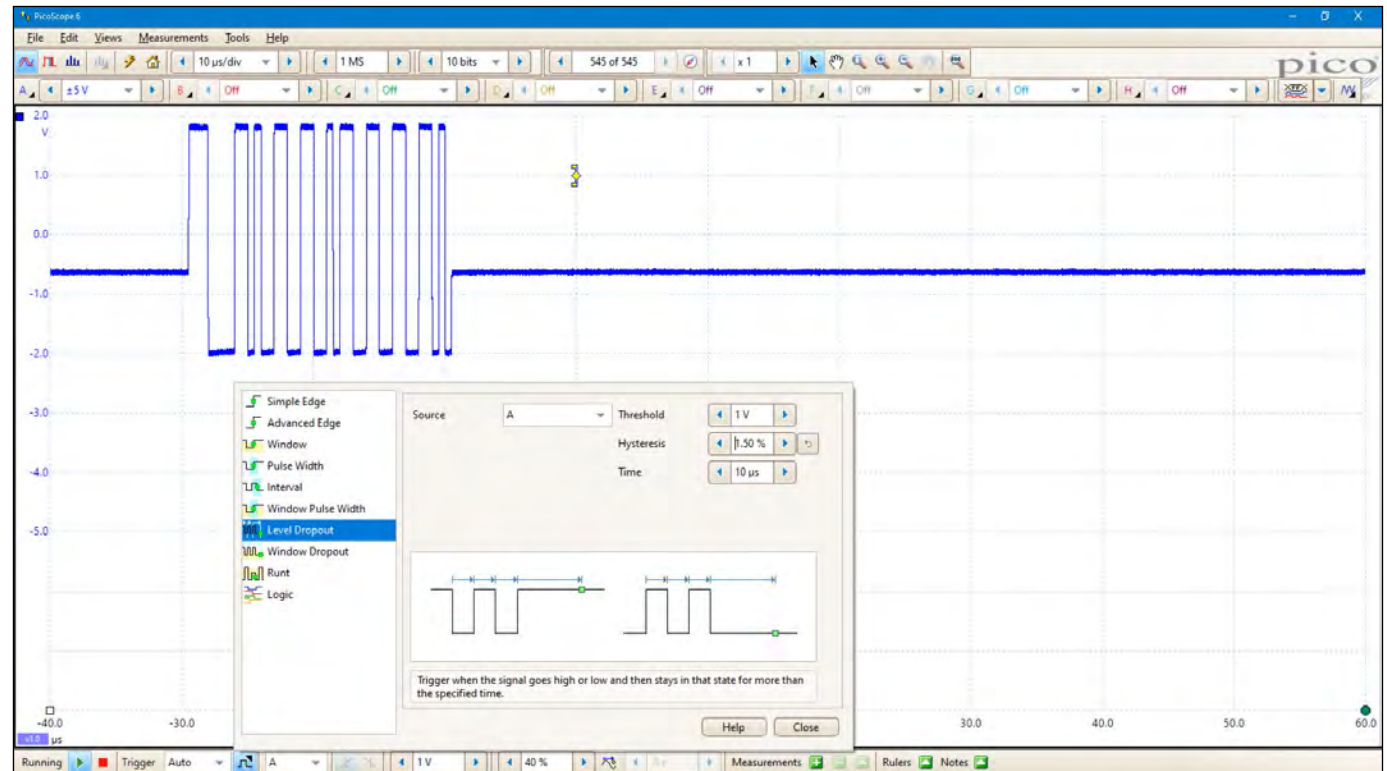 PicoScope 6
File Edit Views Measurements Tools Help
10 µs/div 1 MS 10 bits 545 of 545 x 1
pico
A ±5 V B Off C Off D Off E Off F Off G Off H Off
2.0
V
1.0
0.0
-1.0
-2.0
-3.0
-4.0
-5.0
Simple Edge
Advanced Edge
Window
Pulse Width
Interval
Window Pulse Width
Level Dropout
Window Dropout
Runt
Logic
Source A Threshold 1 V
Hysteresis 1.50 %
Time 10 µs
Trigger when the signal goes high or low and then stays in that state for more than
the specified time.
Help Close
-40.0 -30.0 30.0 40.0 50.0 60.0
x1.0 µs
Running Trigger Auto A 1 V 40 % Measurements Rulers Notes